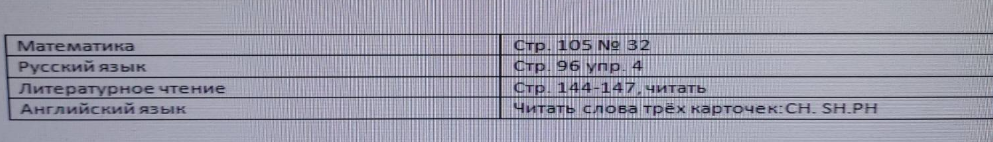 Математика Стр. 105 № 32
Русский язык Стр. 96 упр. 4
Литературное чтение Стр. 144-147, читать
Английский язык Читать слова трёх карточек:CH. SH.PH